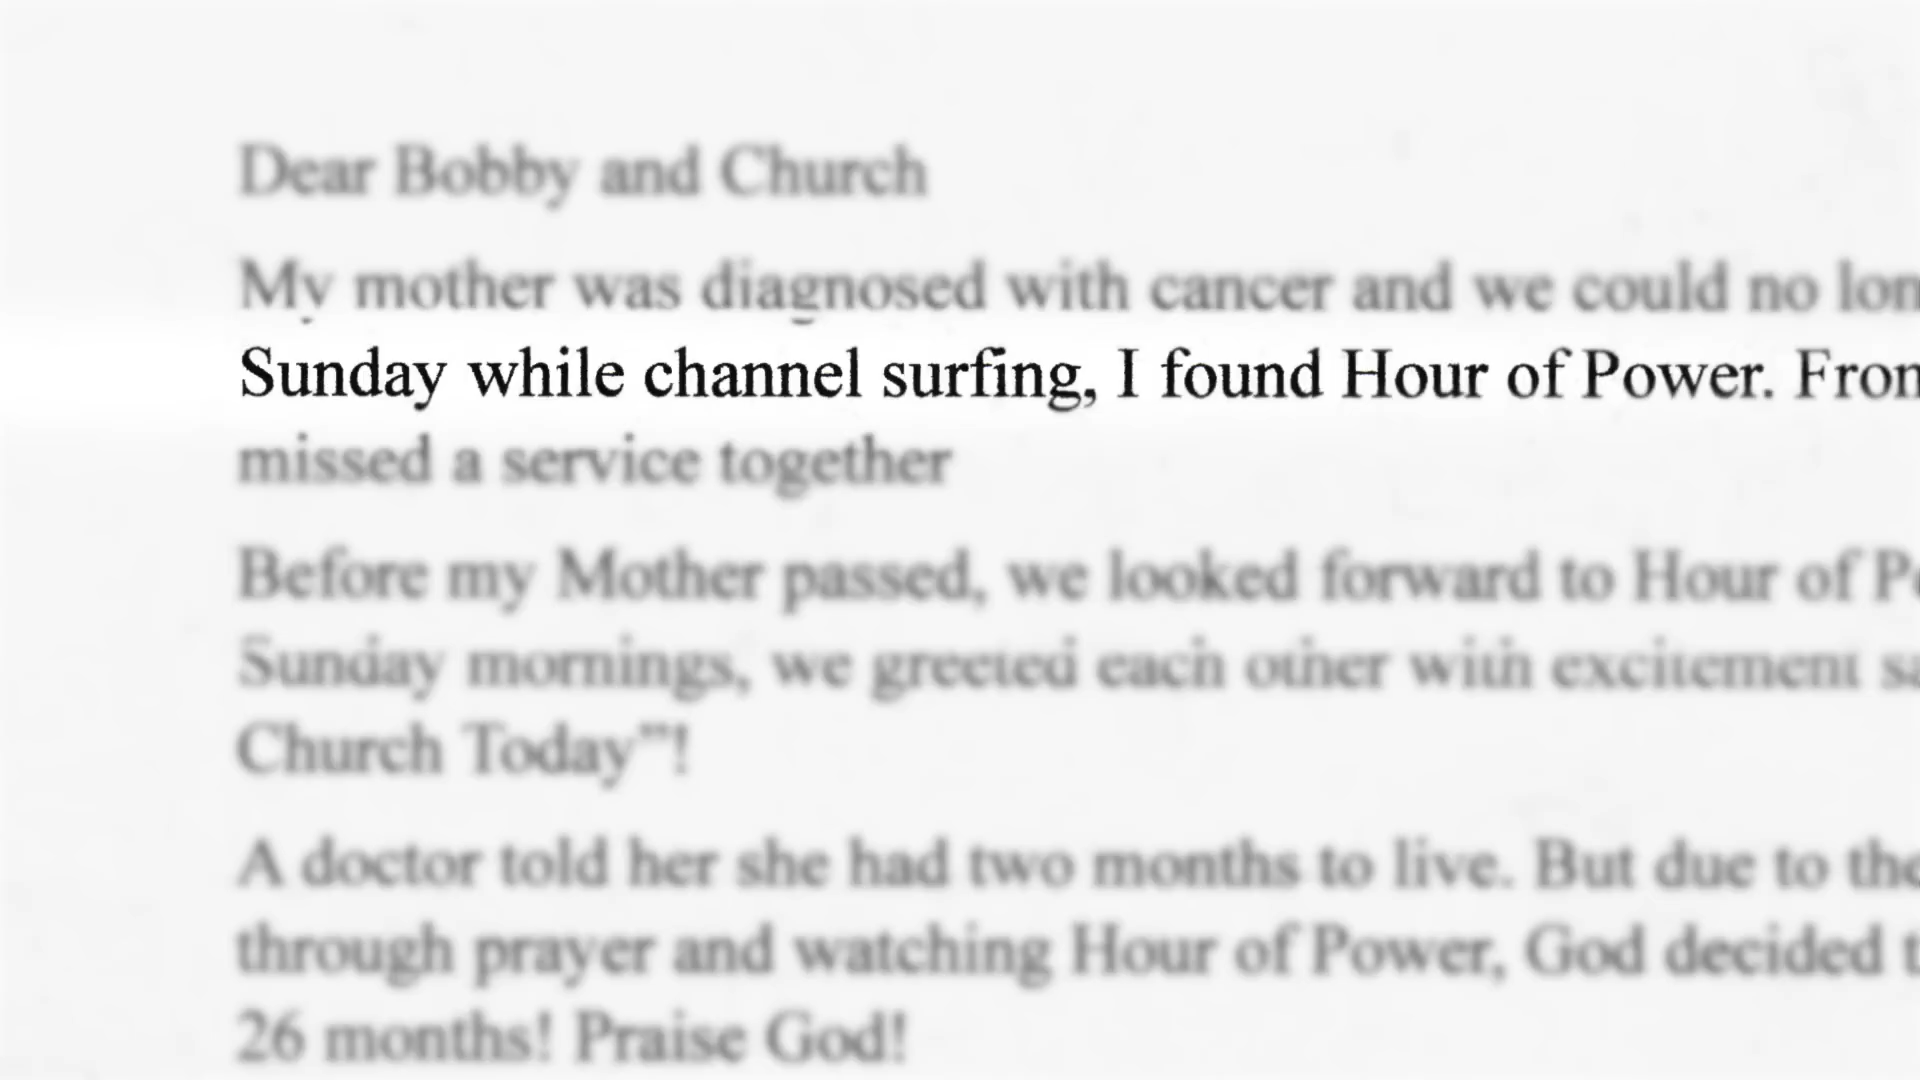 Dear Bobby and Church
My mother was diagnosed with cancer and we could no
Sunday while channel surfing, I found Hour of Power.
missed a service together
Before my Mother passed, we looked forward to Hour of
Sunday mornings, we greeted each other with excitement
Church Today"!
A doctor told her she had two months to live. But due to the
through prayer and watching Hour of Power, God decided
26 months! Praise God!